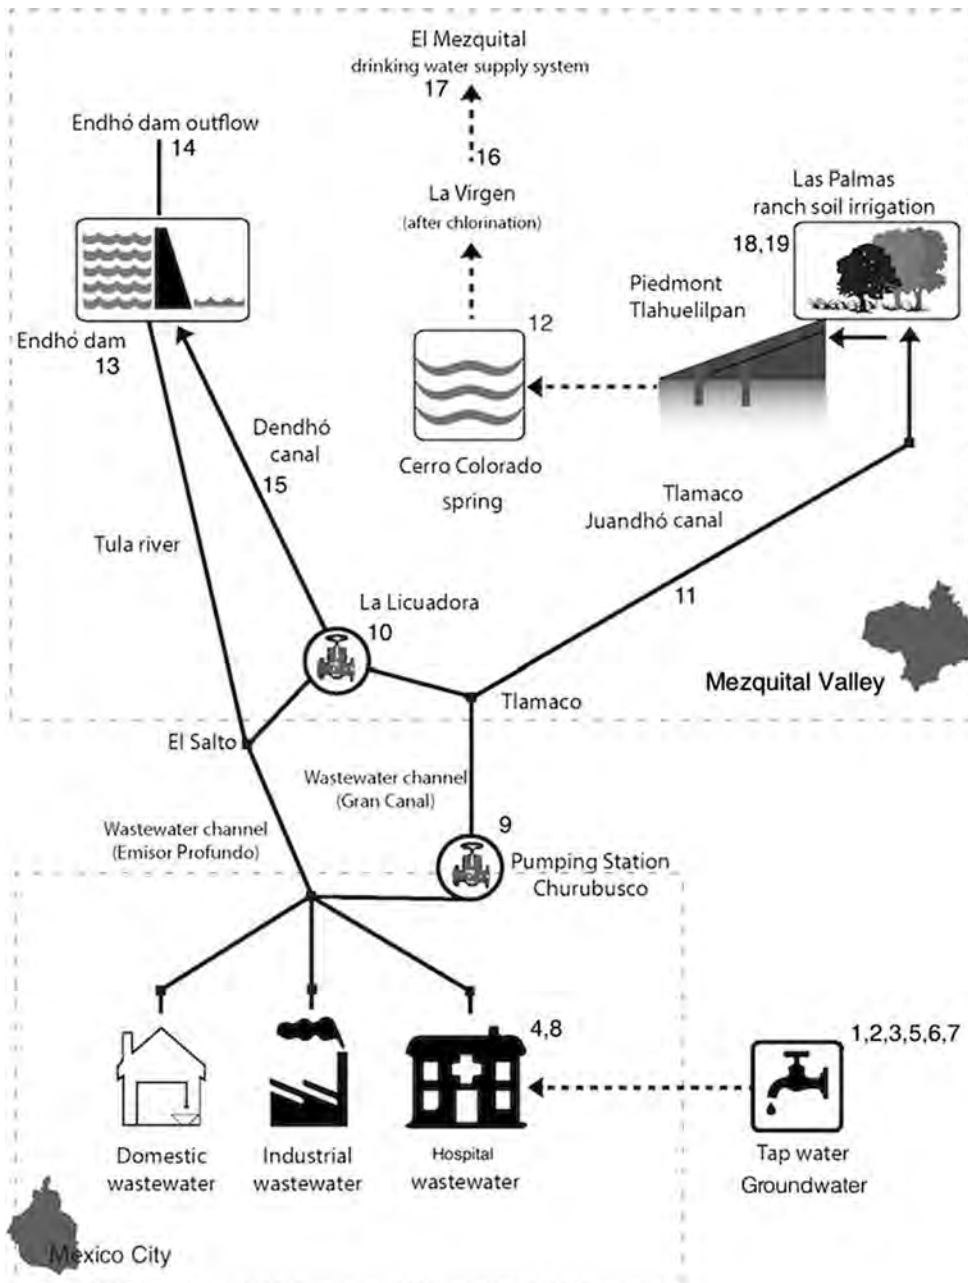 El Mezquital
drinking water supply system
17
Endhó dam outflow
14
16
La Virgen
(after chlorination)
Las Palmas
ranch soil irrigation
18,19
Piedmont
Tlahuelilpan
12
Endhó dam
13
Dendhó
canal
15
Cerro Colorado
spring
Tlamaco
Juandhó canal
Tula river
11
La Licuadora
10
Mezquital Valley
Tlamaco
El Salto
Wastewater channel
(Gran Canal)
Wastewater channel
(Emisor Profundo)
9
Pumping Station
Churubusco
4,8
1,2,3,5,6,7
Domestic
wastewater
Industrial
wastewater
Hospital
wastewater
Tap water
Groundwater
Mexico City